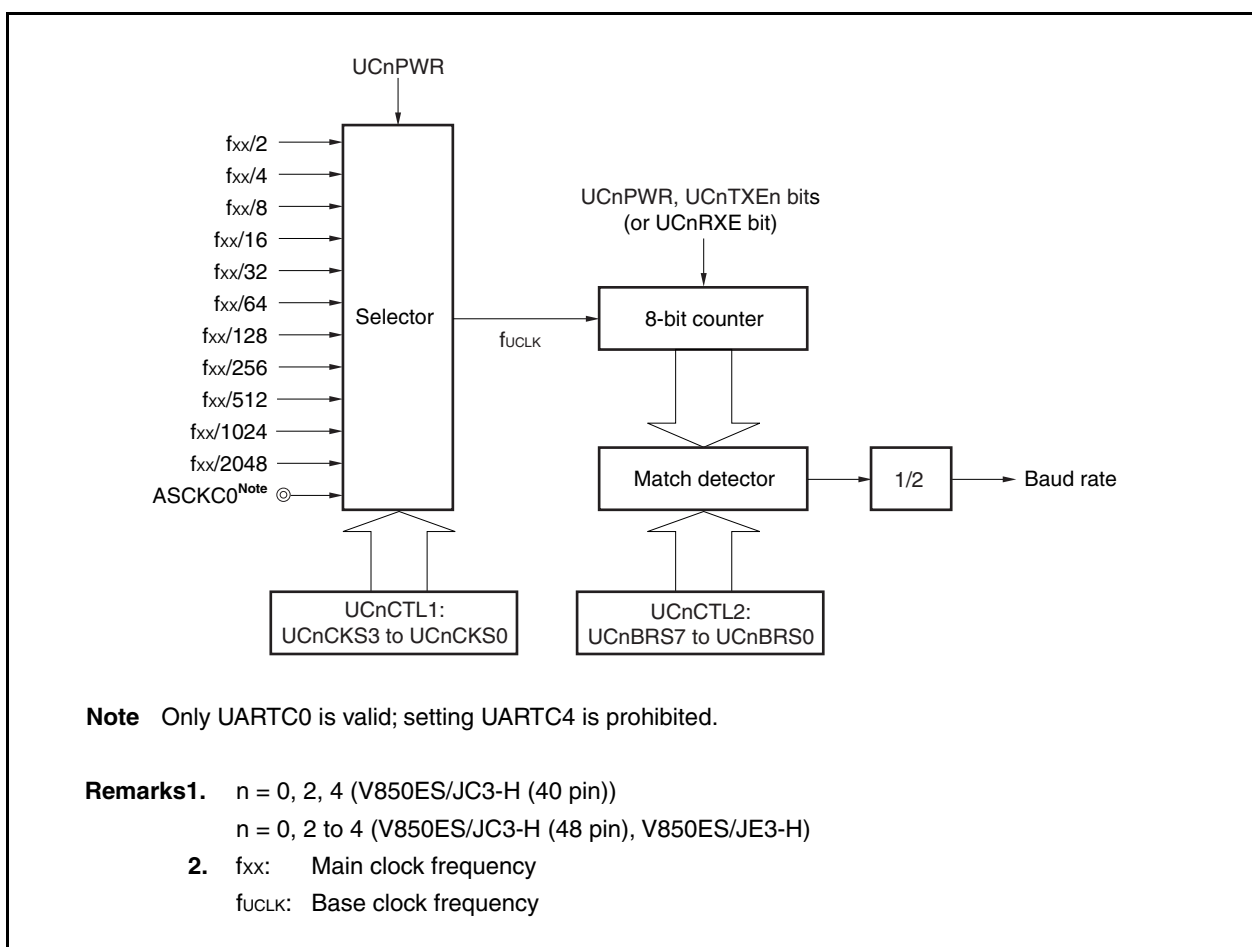 UCnPWR
fxx/2
fxx/4
fxx/8
fxx/16
fxx/32
fxx/64
fxx/128
fxx/256
fxx/512
fxx/1024
fxx/2048
ASCKC0Note
Selector
fUCLK
UCnPWR, UCnTXEn bits
(or UCnRXE bit)
8-bit counter
Match detector
1/2
Baud rate
UCnCTL1:
UCnCKS3 to UCnCKS0
UCnCTL2:
UCnBRS7 to UCnBRS0
Note Only UARTC0 is valid; setting UARTC4 is prohibited.
Remarks1. n = 0, 2, 4 (V850ES/JC3-H (40 pin))
n = 0, 2 to 4 (V850ES/JC3-H (48 pin), V850ES/JE3-H)
2. fxx: Main clock frequency
fUCLK: Base clock frequency